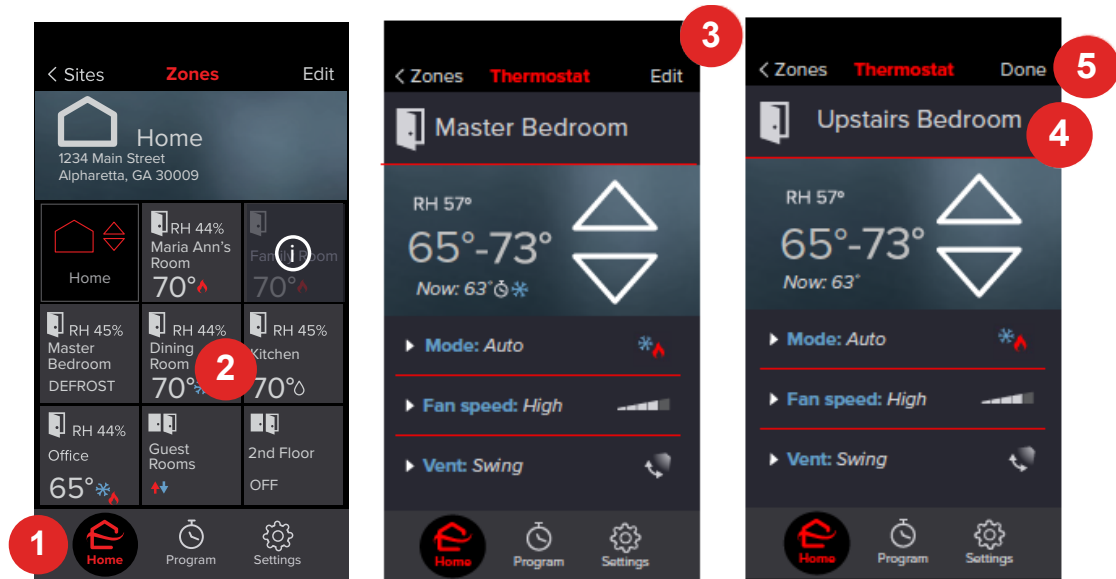 < Sites Zones Edit
Home
1234 Main Street
Alpharetta, GA 30009
Home
RH 44%
Maria Ann's
Room
70°
Family Room
70°
RH 45%
Master
Bedroom
DEFROST
RH 44%
Dining
Room
70°
2
RH 45%
Kitchen
70°
RH 44%
Office
65°
Guest
Rooms
2nd Floor
OFF
1
Home Program Settings
3
< Zones Thermostat Edit
Master Bedroom
RH 57°
65°-73°
Now: 63°
Mode: Auto
Fan speed: High
Vent: Swing
Home Program Settings
< Zones Thermostat Done
5
Upstairs Bedroom
4
RH 57°
65°-73°
Now: 63°
Mode: Auto
Fan speed: High
Vent: Swing
Home Program Settings